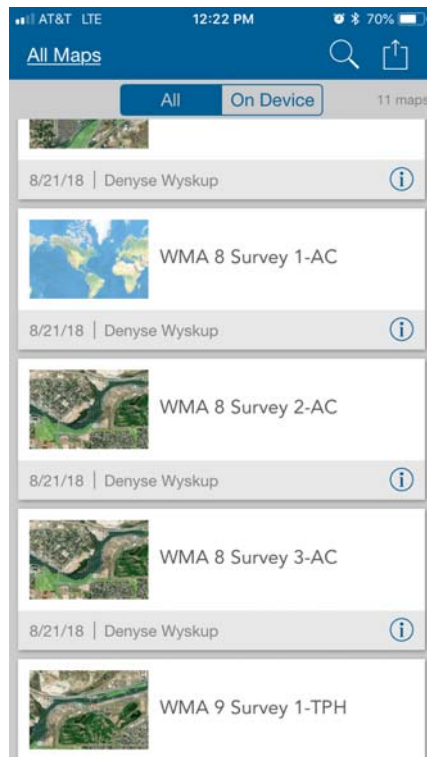 AT&T LTE 12:22 PM 70%
All Maps
All On Device 11 maps
8/21/18 | Denyse Wyskup
WMA 8 Survey 1-AC
8/21/18 | Denyse Wyskup
WMA 8 Survey 2-AC
8/21/18 | Denyse Wyskup
WMA 8 Survey 3-AC
8/21/18 | Denyse Wyskup
WMA 9 Survey 1-TPH